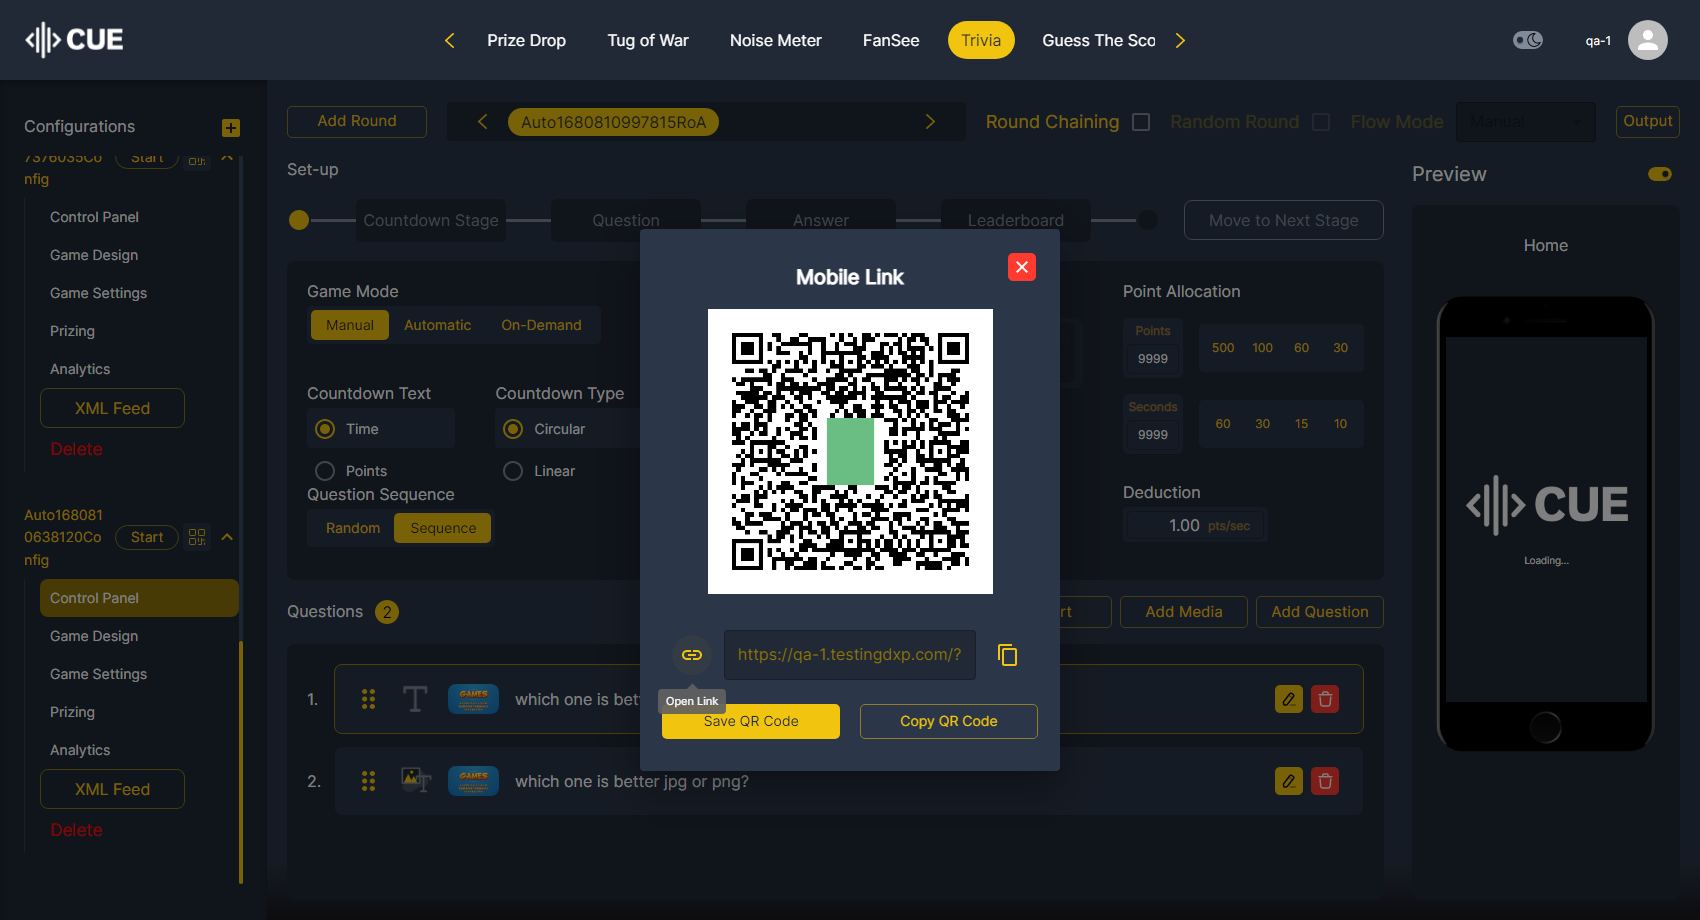 CUE
Prize Drop
Tug of War
Noise Meter
FanSee
Trivia
Guess The Sco
qa-1
Configurations
7376035Co
nfig
Start
Control Panel
Game Design
Game Settings
Prizing
Analytics
XML Feed
Delete
Auto168081
0638120Co
nfig
Start
Control Panel
Game Design
Game Settings
Prizing
Analytics
XML Feed
Delete
Add Round
Auto1680810997815RoA
Round Chaining
Random Round
Flow Mode
Manual
Output
Set-up
Countdown Stage
Question
Answer
Leaderboard
Move to Next Stage
Game Mode
Manual
Automatic
On-Demand
Countdown Text
Time
Points
Countdown Type
Circular
Linear
Question Sequence
Random
Sequence
Point Allocation
Points
9999
500
100
60
30
Seconds
9999
60
30
15
10
Deduction
1.00 pts/sec
Questions 2
rt
Add Media
Add Question
1.
T
GAMES
which one is bet
2.
T
GAMES
which one is better jpg or png?
Mobile Link
https://qa-1.testingdxp.com/?
Open Link
Save QR Code
Copy QR Code
Preview
Home
CUE
Loading...